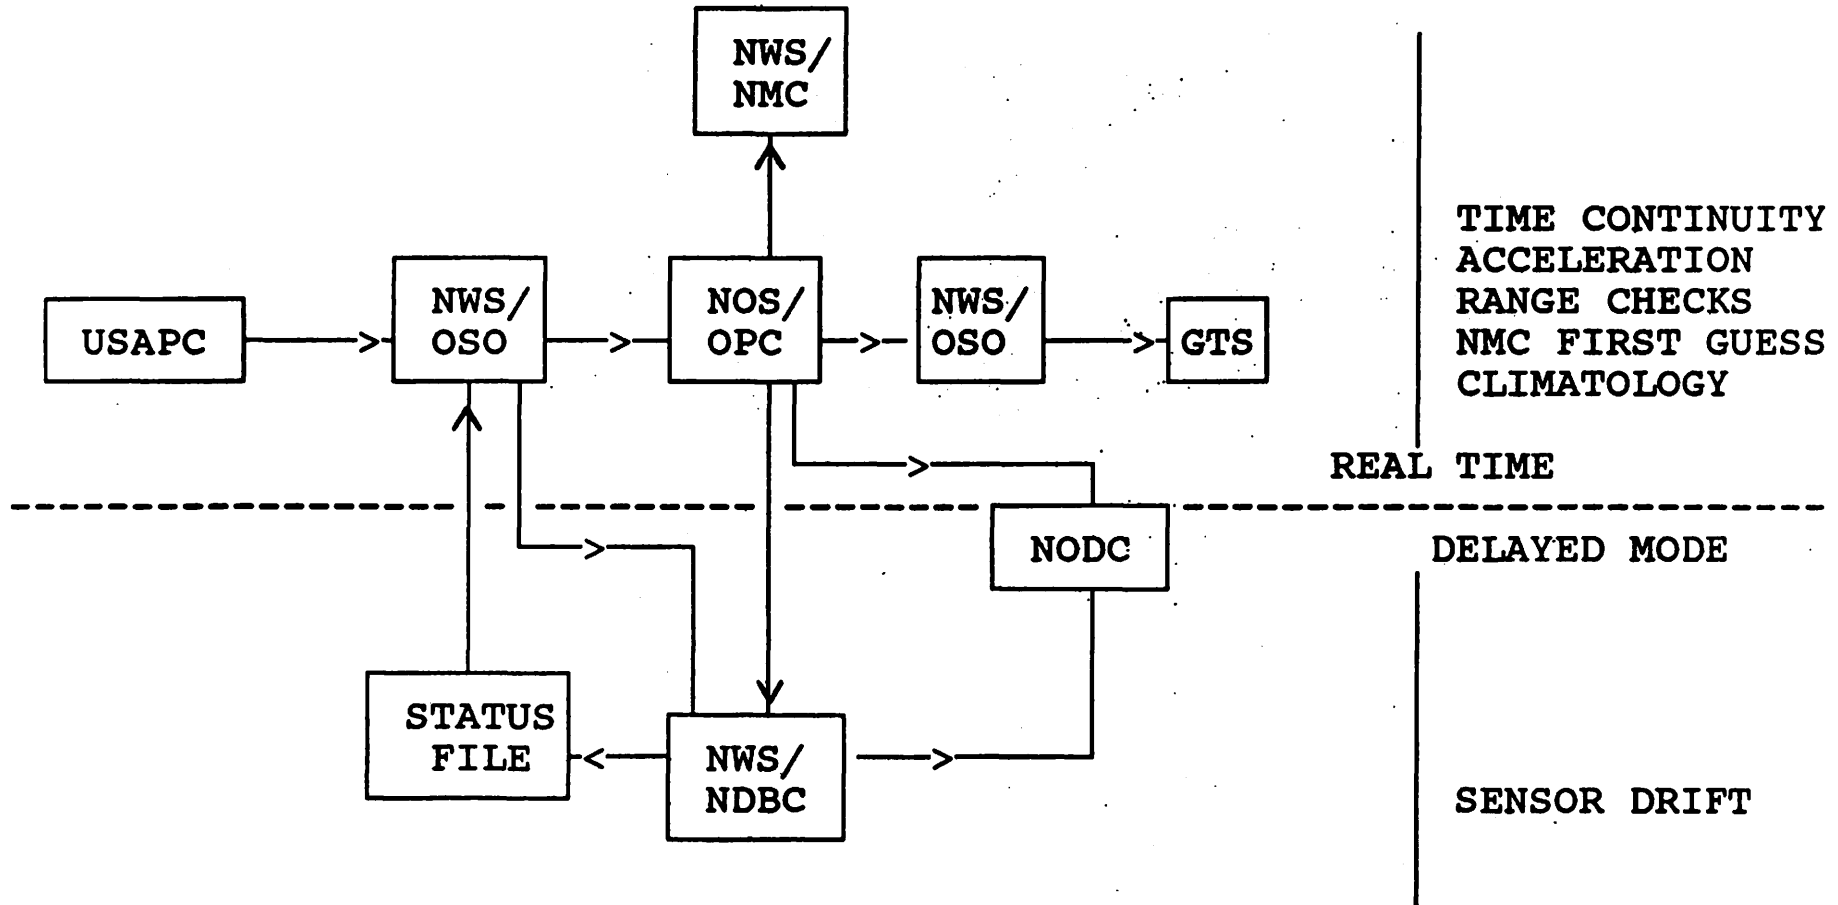 NWS/
NMC
USAPC
NWS/
OSO
NOS/
OPC
NWS/
OSO
GTS
TIME CONTINUITY
ACCELERATION
RANGE CHECKS
NMC FIRST GUESS
CLIMATOLOGY
REAL TIME
NODC
DELAYED MODE
STATUS
FILE
NWS/
NDBC
SENSOR DRIFT